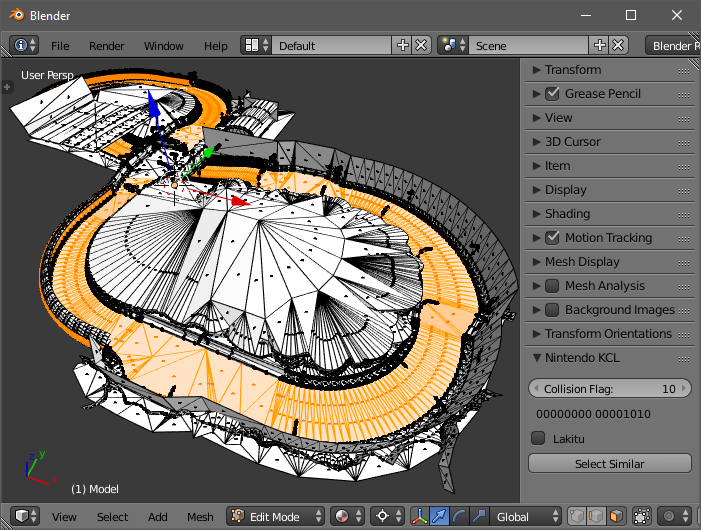 Blender
File Render Window Help Default Scene Blender R
User Persp
Transform
Grease Pencil
View
3D Cursor
Item
Display
Shading
Motion Tracking
Mesh Display
Mesh Analysis
Background Images
Transform Orientations
Nintendo KCL
Collision Flag: 10
00000000 00001010
Lakitu
Select Similar
z y x
(1) Model
View Select Add Mesh Edit Mode Global